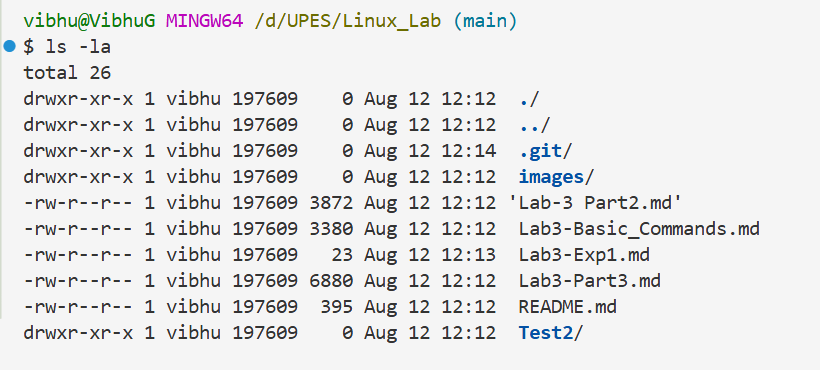 vibhu@VibhuG MINGW64 /d/UPES/Linux_Lab (main)
$ ls -la
total 26
drwxr-xr-x 1 vibhu 197609    0 Aug 12 12:12  ./
drwxr-xr-x 1 vibhu 197609    0 Aug 12 12:12  ../
drwxr-xr-x 1 vibhu 197609    0 Aug 12 12:14  .git/
drwxr-xr-x 1 vibhu 197609    0 Aug 12 12:12  images/
-rw-r--r-- 1 vibhu 197609 3872 Aug 12 12:12 'Lab-3 Part2.md'
-rw-r--r-- 1 vibhu 197609 3380 Aug 12 12:12  Lab3-Basic_Commands.md
-rw-r--r-- 1 vibhu 197609   23 Aug 12 12:13  Lab3-Exp1.md
-rw-r--r-- 1 vibhu 197609 6880 Aug 12 12:12  Lab3-Part3.md
-rw-r--r-- 1 vibhu 197609  395 Aug 12 12:12  README.md
drwxr-xr-x 1 vibhu 197609    0 Aug 12 12:12  Test2/